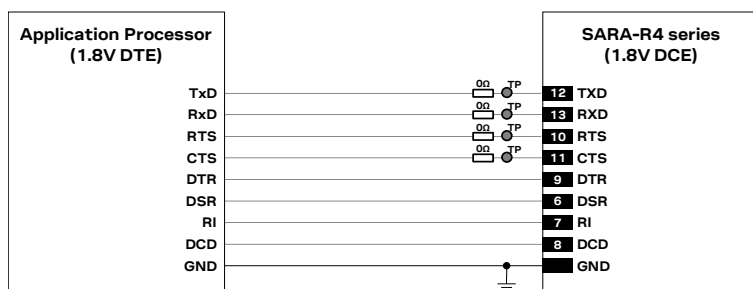 Application Processor
(1.8V DTE)
SARA-R4 series
(1.8V DCE)
TxD 0Ω TP 12 TXD
RxD 0Ω TP 13 RXD
RTS 0Ω TP 10 RTS
CTS 0Ω TP 11 CTS
DTR 9 DTR
DSR 6 DSR
RI 7 RI
DCD 8 DCD
GND GND